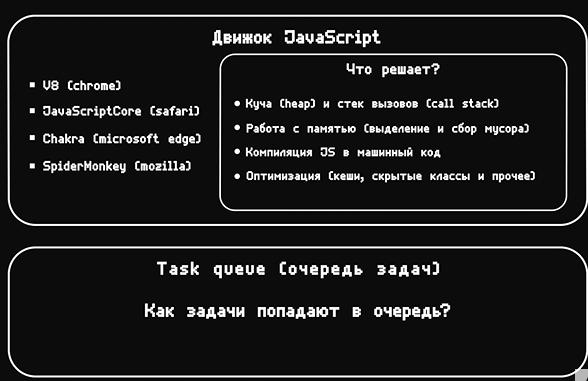 Движок JavaScript
V8 (chrome)
JavaScriptCore (safari)
Chakra (microsoft edge)
SpiderMonkey (mozilla)
Что решает?
Куча (heap) и стек вызовов (call stack)
Работа с памятью (выделение и сбор мусора)
Компиляция JS в машинный код
Оптимизация (кеши, скрытые классы и прочее)
Task queue (очередь задач)
Как задачи попадают в очередь?